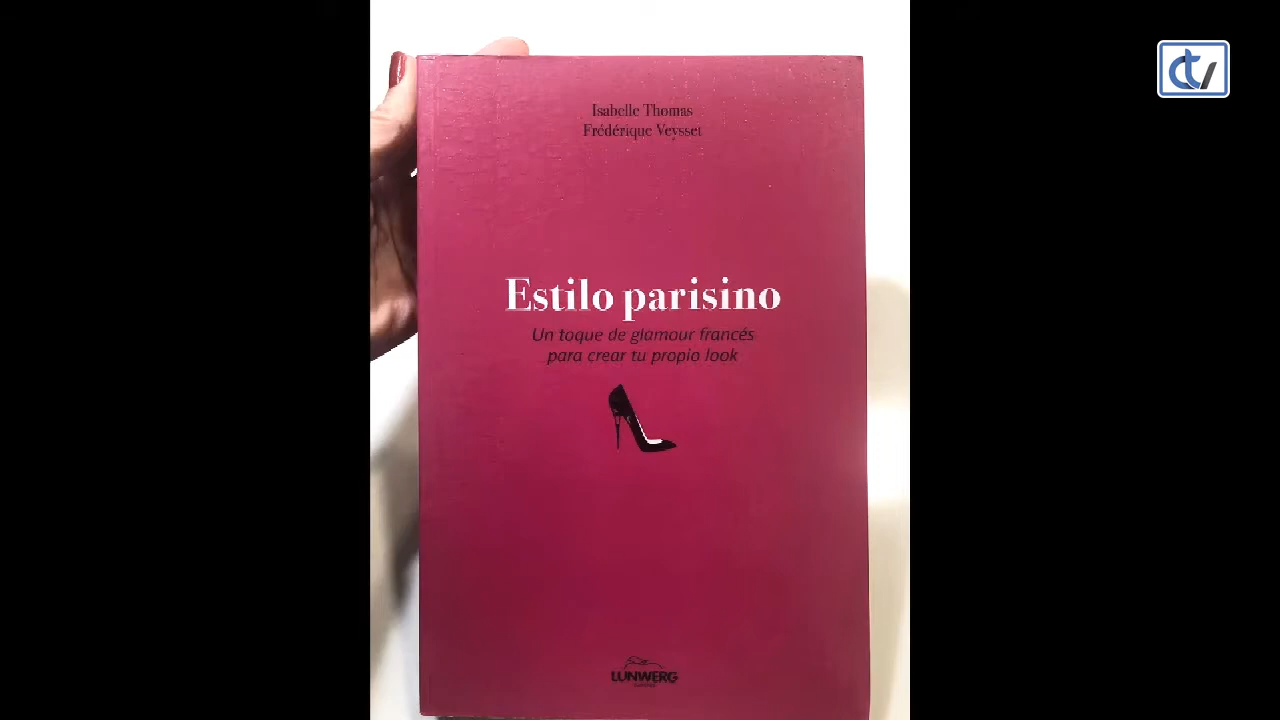 Isabelle Thomas
Frédérique Veysset
Estilo parisino
Un toque de glamour francés
para crear tu propio look
LUNWERG